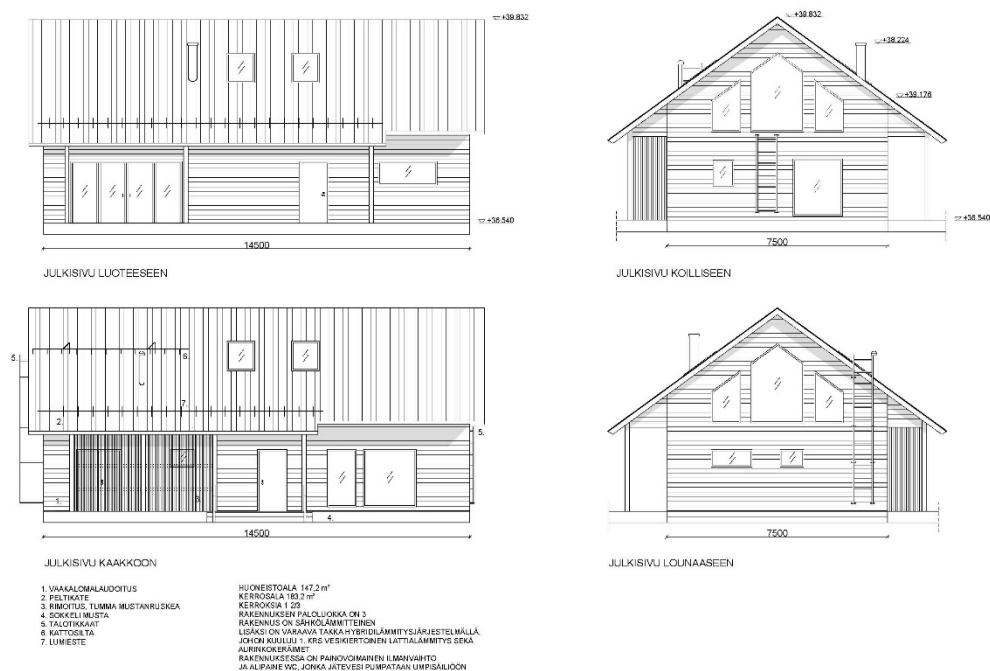 +39.832
+39.832
+38.224
+39.176
+36.540
+36.540
14500
7500
JULKISIVU LUOTEESEEN
JULKISIVU KOILLISEEN
5.
6.
7.
2.
5.
1.
3.
4.
14500
7500
JULKISIVU KAAKKOON
JULKISIVU LOUNAASEEN
1. VAAKALOMALAUDOITUS
2. PELTIKATE
3. RIMOITUS, TUMMA MUSTANRUSKEA
4. SOKKELI MUSTA
5. TALOTIKKAAT
6. KATTOSILTA
7. LUMIESTE
HUONEISTOALA 147,2 m²
KERROSALA 183,2 m²
KERROKSIA 1 2/3
RAKENNUKSEN PALOLUOKKA ON 3
RAKENNUS ON SÄHKÖLÄMMITTEINEN
LISÄKSI ON VARAAVA TAKKA HYBRIDILÄMMITYSJÄRJESTELMÄLLÄ,
JOHON KUULUU 1. KRS VESIKIERTOINEN LATTIALÄMMITYS SEKÄ
AURINKOKERÄIMET
RAKENNUKSESSA ON PAINOVOIMAINEN ILMANVAIHTO
JA ALIPAINE WC, JONKA JÄTEVESI PUMPATAAN UMPISÄILIÖÖN